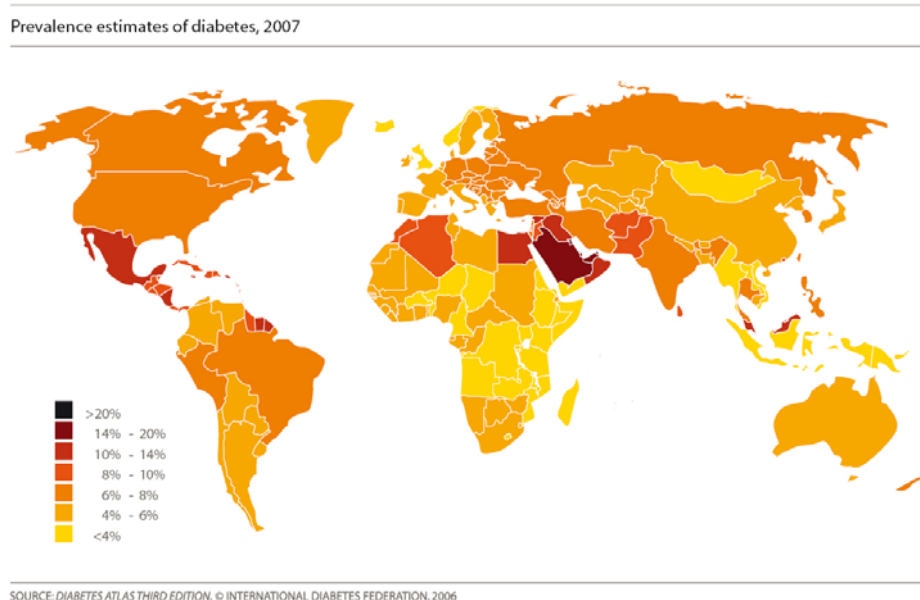 Prevalence estimates of diabetes, 2007
>20%
14% - 20%
10% - 14%
8% - 10%
6% - 8%
4% - 6%
<4%
SOURCE: DIABETES ATLAS THIRD EDITION, © INTERNATIONAL DIABETES FEDERATION, 2006